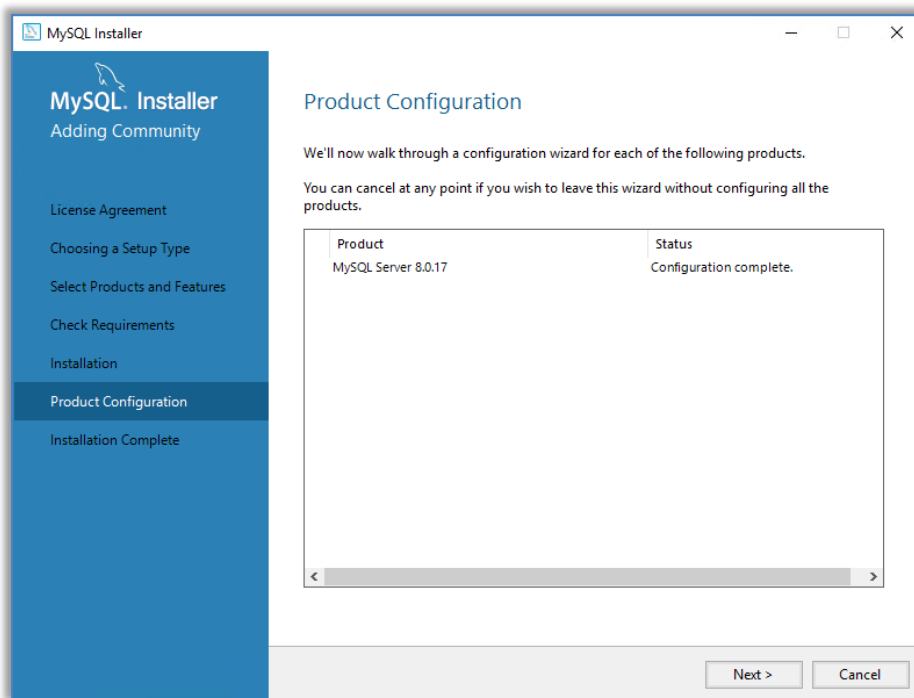 MySQL Installer
MySQL. Installer
Adding Community
License Agreement
Choosing a Setup Type
Select Products and Features
Check Requirements
Installation
Product Configuration
Installation Complete
Product Configuration
We'll now walk through a configuration wizard for each of the following products.
You can cancel at any point if you wish to leave this wizard without configuring all the
products.
Product Status
MySQL Server 8.0.17 Configuration complete.
Next > Cancel